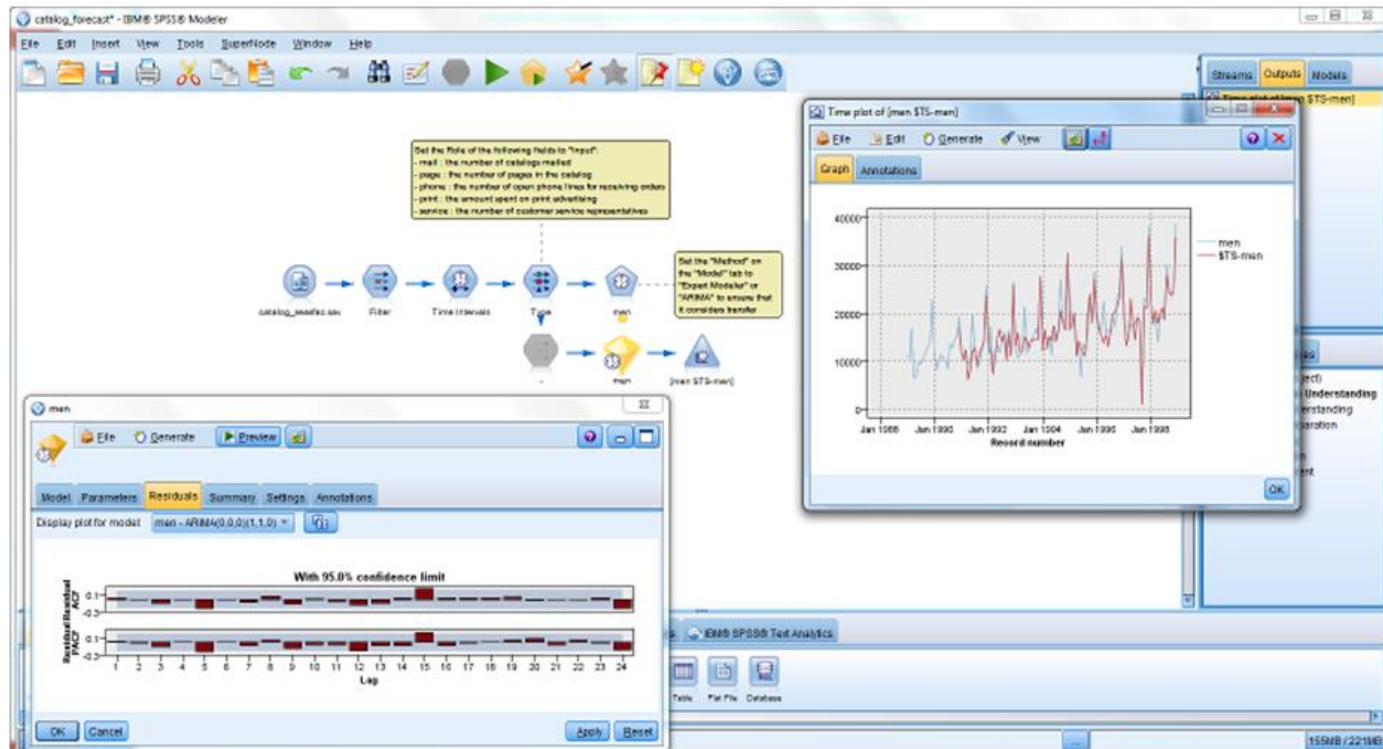 catalog_forecast* - IBM® SPSS® Modeler
File Edit Insert View Tools SuperNode Window Help
Streams Outputs Models
Time plot of [men $TS-men]
Set the Role of the following fields to "Input":
- mail : the number of catalogs mailed
- page : the number of pages in the catalog
- phone : the number of open phone lines for receiving orders
- print : the amount spent on print advertising
- service : the number of customer service representatives
Set the "Method" on
the "Model" tab to
"Expert Modeler" or
"ARIMA" to ensure that
it considers transfer
catalog_seasfac.sav Filter Time Intervals Type men
men [men $TS-men]
Time plot of [men $TS-men]
File Edit Generate View
Graph Annotations
40000
30000
20000
10000
0
men
$TS-men
Jan 1988 Jan 1990 Jan 1992 Jan 1994 Jan 1996 Jan 1998
Record number
OK
Understanding
men
File Generate Preview
Model Parameters Residuals Summary Settings Annotations
Display plot for model: men - ARIMA(0,0,0)(1,1,0)
With 95.0% confidence limit
Residual
ACF
0.1
-0.3
Residual
PACF
0.1
-0.3
1 2 3 4 5 6 7 8 9 10 11 12 13 14 15 16 17 18 19 20 21 22 23 24
Lag
OK Cancel Apply Reset
IBM® SPSS® Text Analytics
Table Flat File Database
155MB / 221MB